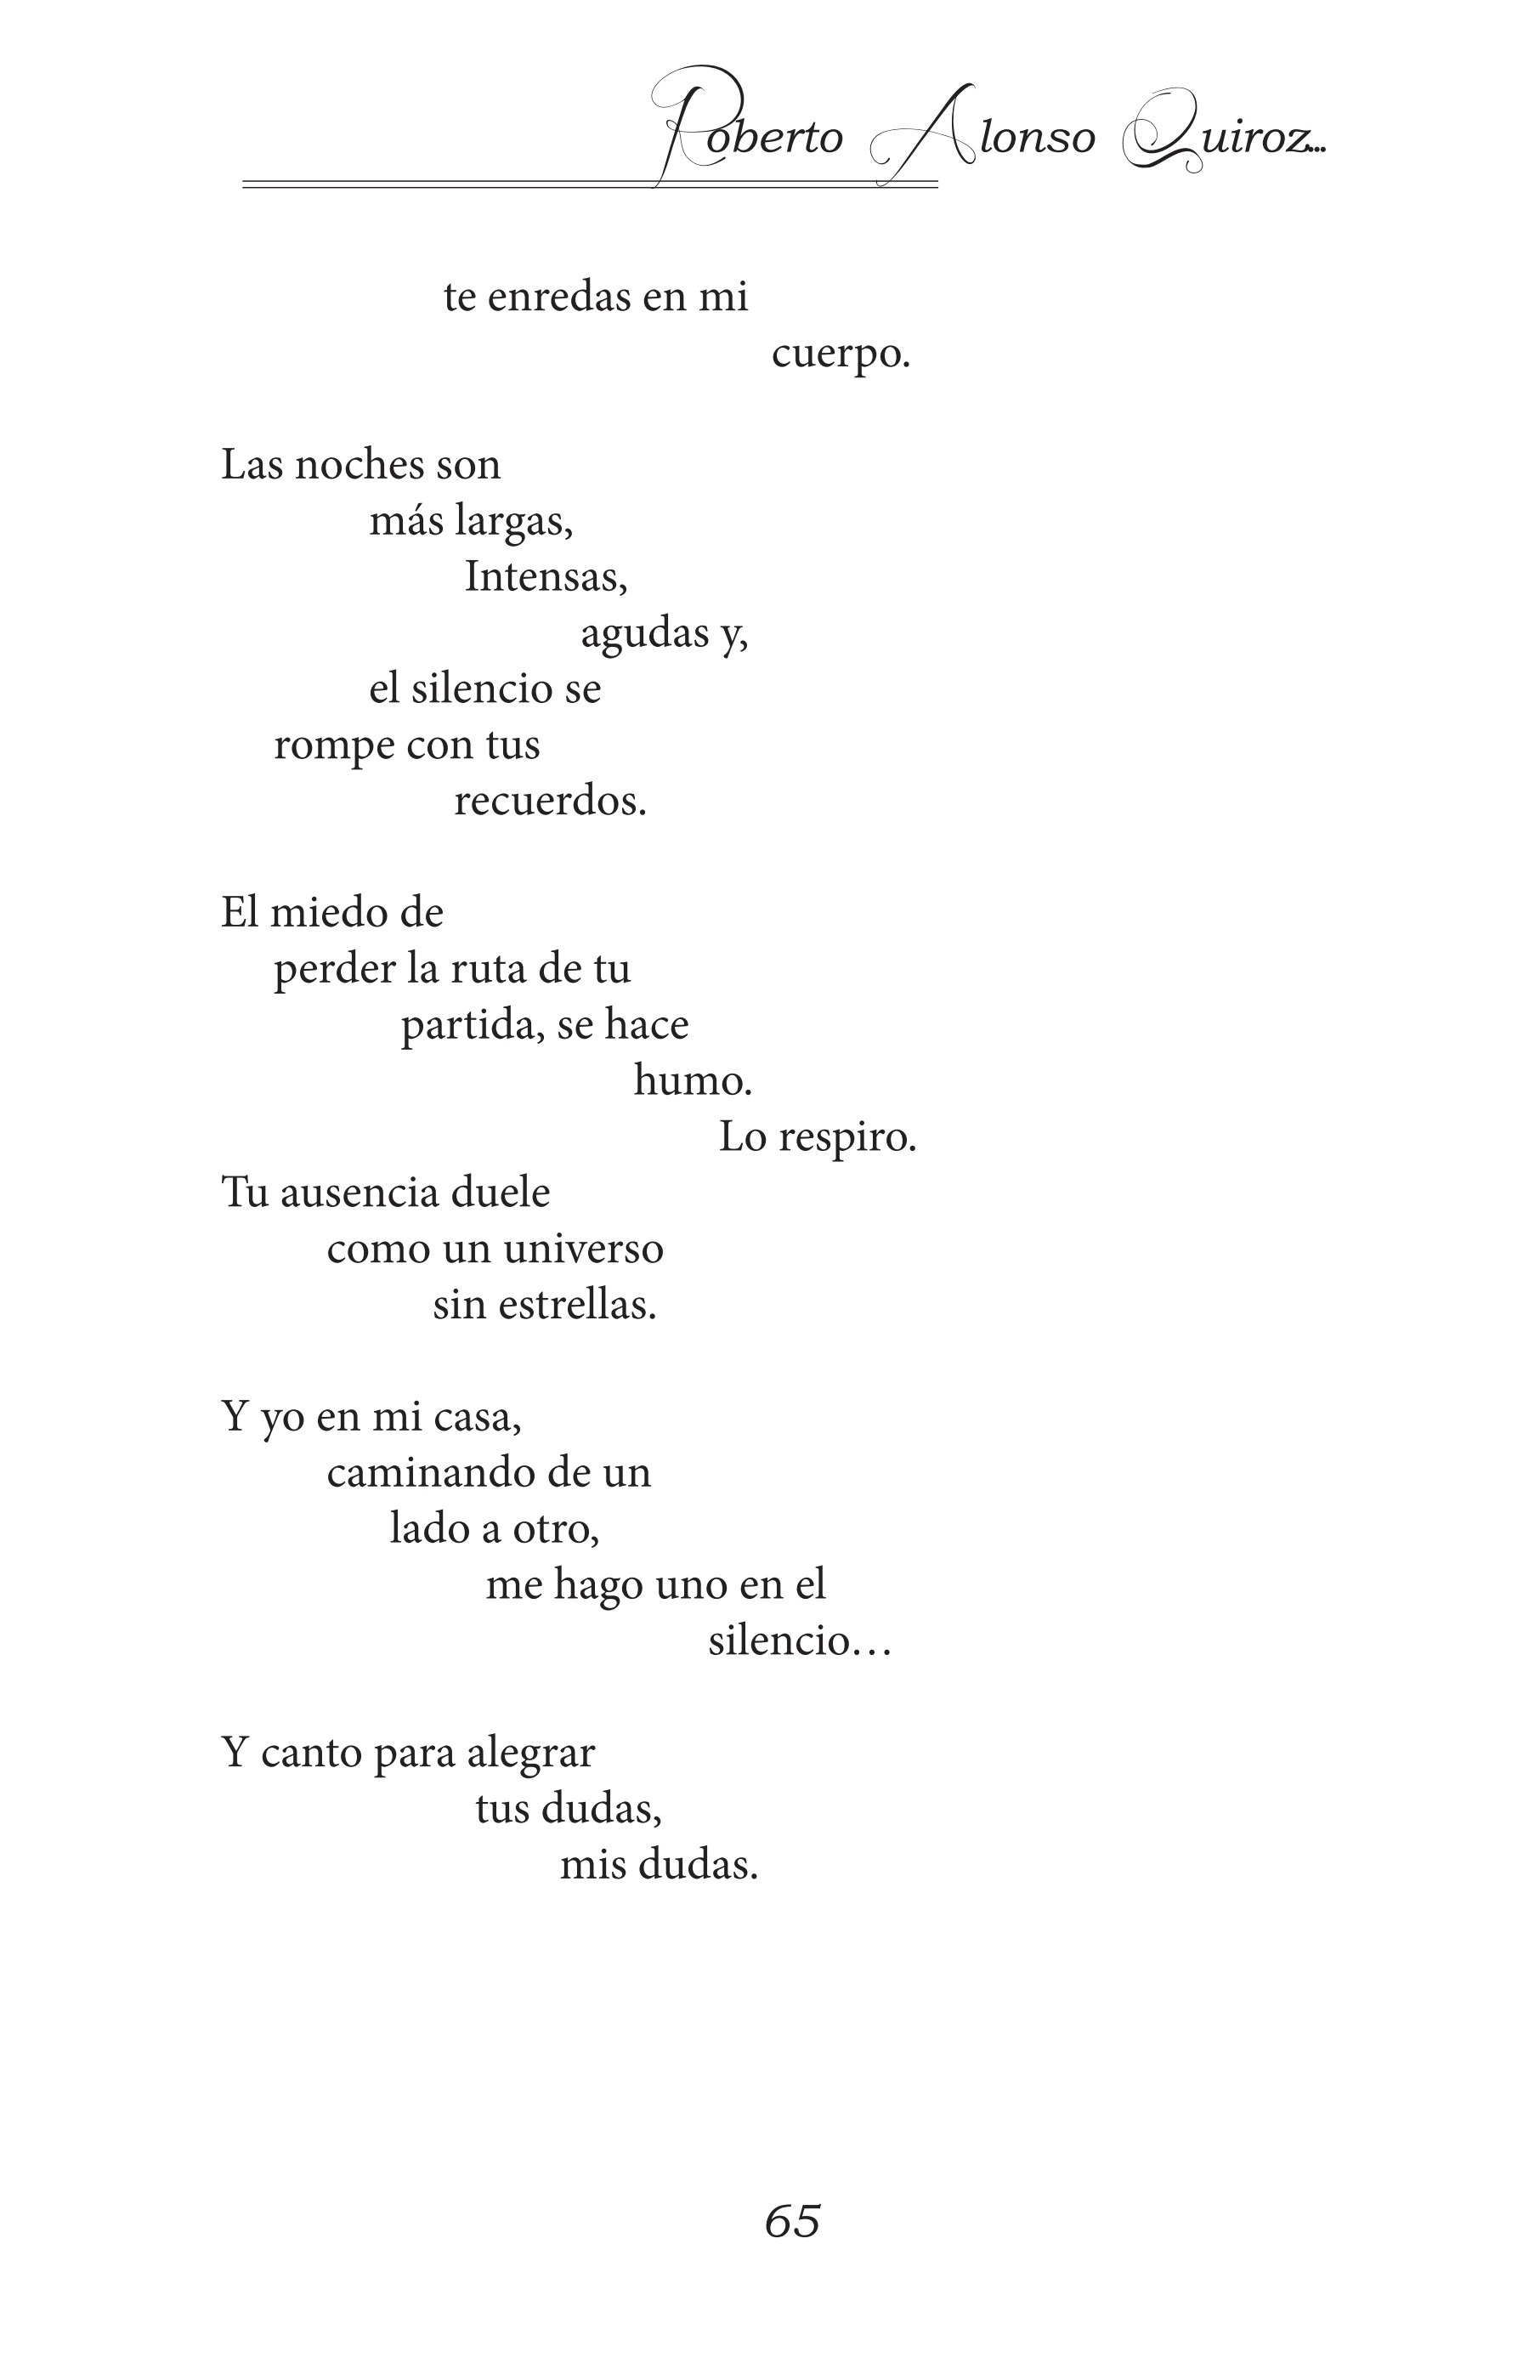 Roberto Alonso Quiroz...
te enredas en mi
cuerpo.
Las noches son
más largas,
Intensas,
agudas y,
el silencio se
rompe con tus
recuerdos.
El miedo de
perder la ruta de tu
partida, se hace
humo.
Lo respiro.
Tu ausencia duele
como un universo
sin estrellas.
Y yo en mi casa,
caminando de un
lado a otro,
me hago uno en el
silencio…
Y canto para alegrar
tus dudas,
mis dudas.
65